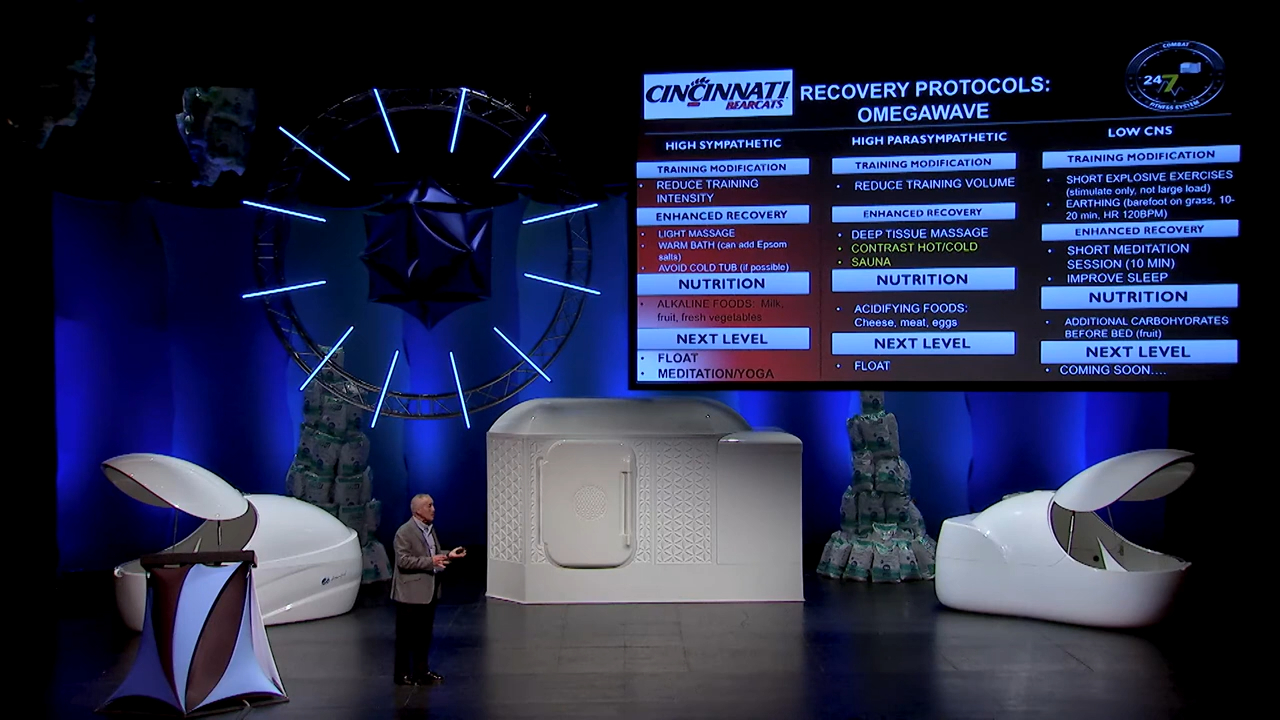 CINCINNATI
BEARCATS
RECOVERY PROTOCOLS:
OMEGAWAVE
COMBAT
24 7
FITNESS SYSTEM
HIGH SYMPATHETIC
TRAINING MODIFICATION
• REDUCE TRAINING
INTENSITY
ENHANCED RECOVERY
• LIGHT MASSAGE
• WARM BATH (can add Epsom
salts)
• AVOID COLD TUB (if possible)
NUTRITION
• ALKALINE FOODS: Milk,
fruit, fresh vegetables
NEXT LEVEL
• FLOAT
• MEDITATION/YOGA
HIGH PARASYMPATHETIC
TRAINING MODIFICATION
• REDUCE TRAINING VOLUME
ENHANCED RECOVERY
• DEEP TISSUE MASSAGE
• CONTRAST HOT/COLD
• SAUNA
NUTRITION
• ACIDIFYING FOODS:
Cheese, meat, eggs
NEXT LEVEL
• FLOAT
LOW CNS
TRAINING MODIFICATION
• SHORT EXPLOSIVE EXERCISES
(stimulate only, not large load)
• EARTHING (barefoot on grass, 10-
20 min, HR 120BPM)
ENHANCED RECOVERY
• SHORT MEDITATION
SESSION (10 MIN)
• IMPROVE SLEEP
NUTRITION
• ADDITIONAL CARBOHYDRATES
BEFORE BED (fruit)
NEXT LEVEL
• COMING SOON....